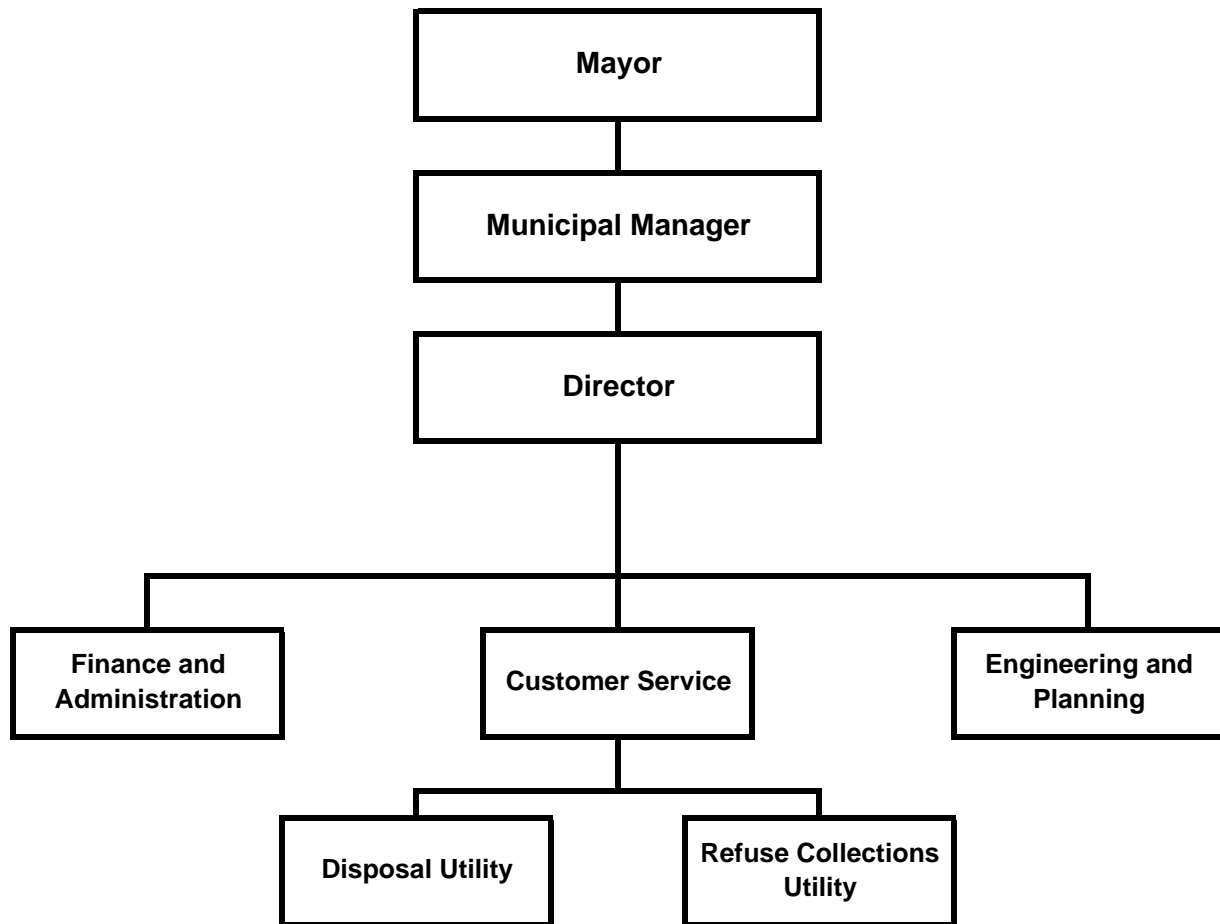 Mayor
Municipal Manager
Director
Finance and
Administration
Customer Service
Engineering and
Planning
Disposal Utility
Refuse Collections
Utility